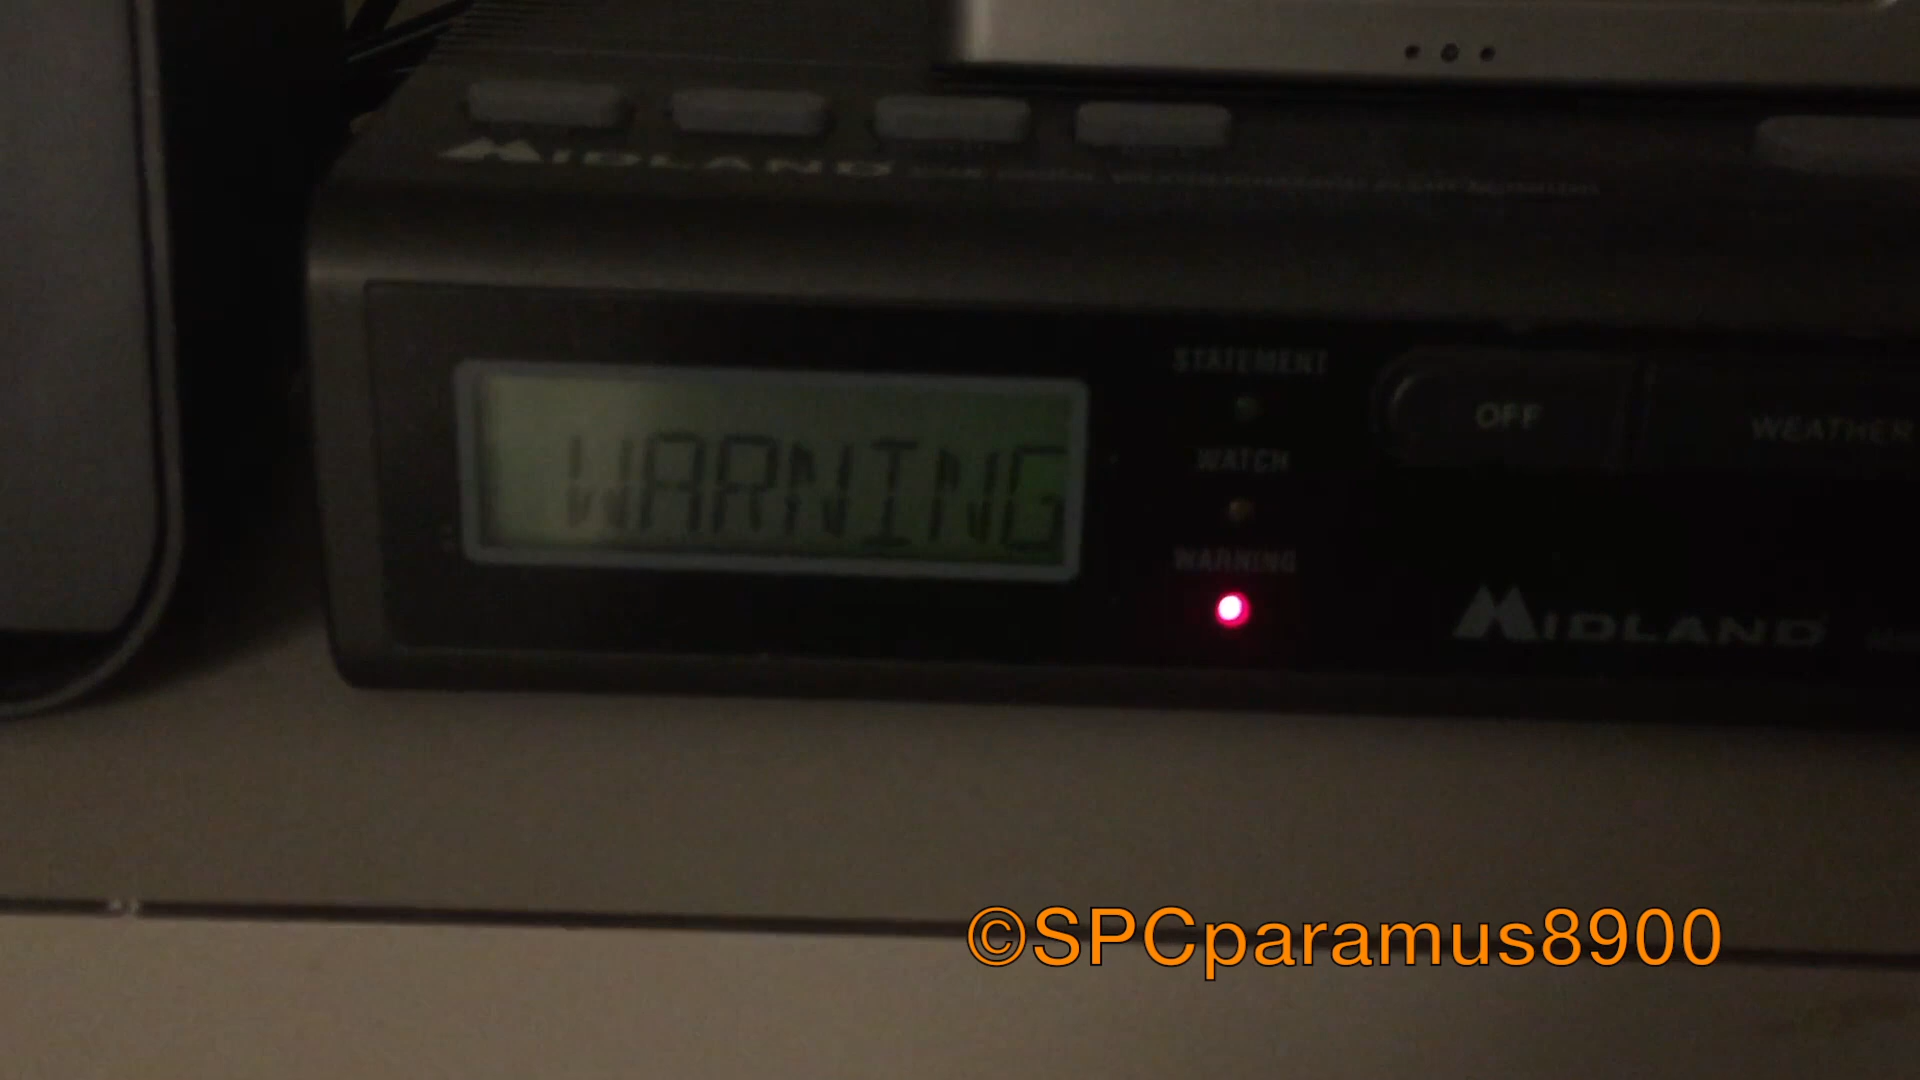 MIDLAND
STATEMENT
OFF
WEATHER
WATCH
WARNING
WARNING
MIDLAND
©SPCparamus8900